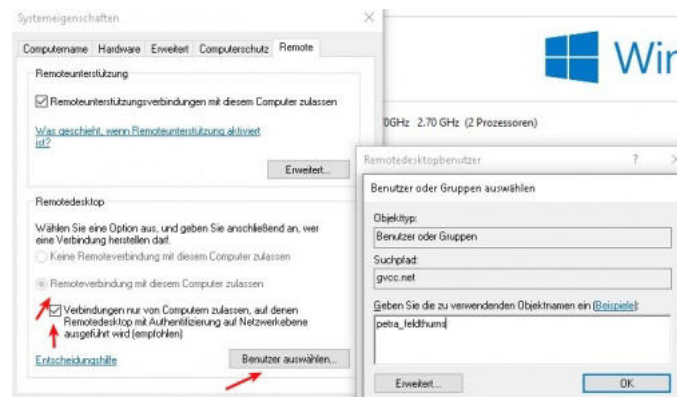 Systemeigenschaften
Computername Hardware Erweitert Computerschutz Remote
Remoteunterstützung
Remoteunterstützungsverbindungen mit diesem Computer zulassen
Was geschieht, wenn Remoteunterstützung aktiviert
ist?
Erweitert...
Remotedesktop
Wählen Sie eine Option aus, und geben Sie anschließend an, wer
eine Verbindung herstellen darf.
Keine Remoteverbindung mit diesem Computer zulassen
Remoteverbindung mit diesem Computer zulassen
Verbindungen nur von Computern zulassen, auf denen
Remotedesktop mit Authentifizierung auf Netzwerkebene
ausgeführt wird (empfohlen)
Entscheidungshilfe
Benutzer auswählen...
Win
0GHz 2.70 GHz (2 Prozessoren)
Remotedesktopbenutzer ?
Benutzer oder Gruppen auswählen
Objekttyp:
Benutzer oder Gruppen
Suchpfad:
gvcc.net
Geben Sie die zu verwendenden Objektnamen ein (Beispiele):
petra_feldthurns
Erweitert...
OK